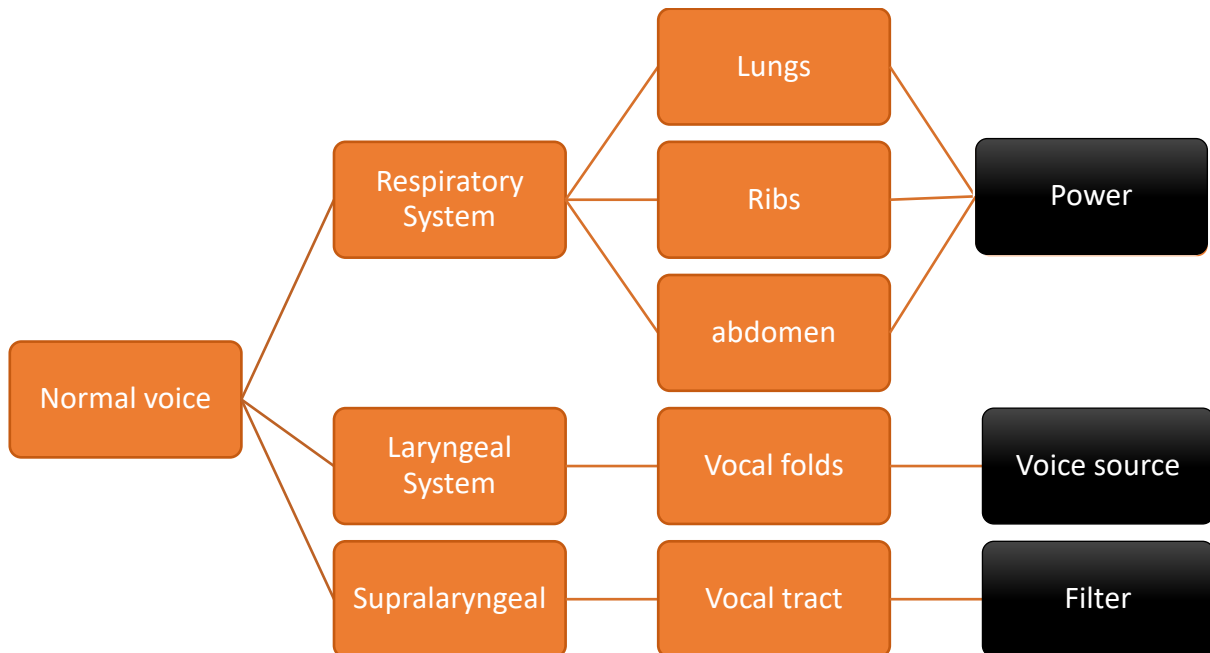 Lungs
Respiratory
System
Ribs
Power
abdomen
Normal voice
Laryngeal
System
Vocal folds
Voice source
Supralaryngeal
Vocal tract
Filter